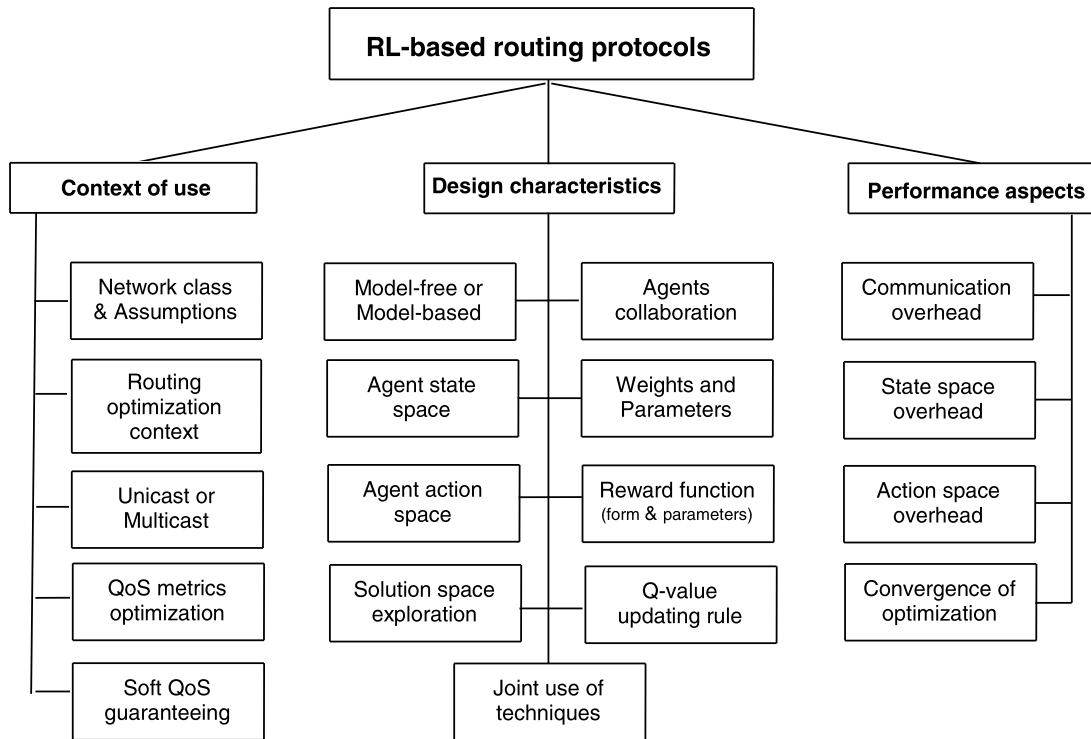 RL-based routing protocols
Context of use
Network class
& Assumptions
Routing
optimization
context
Unicast or
Multicast
QoS metrics
optimization
Soft QoS
guaranteeing
Design characteristics
Model-free or
Model-based
Agents
collaboration
Agent state
space
Weights and
Parameters
Agent action
space
Reward function
(form & parameters)
Solution space
exploration
Q-value
updating rule
Joint use of
techniques
Performance aspects
Communication
overhead
State space
overhead
Action space
overhead
Convergence of
optimization